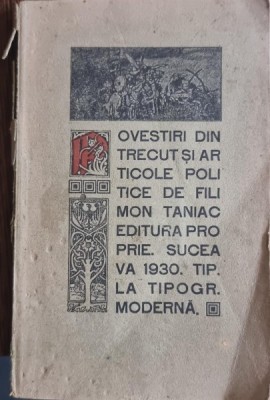 POVESTIRI DIN
TRECUT ȘI AR
TICOLE POLI
TICE DE FILI
MON TANIAC
EDITURA PRO
PRIE. SUCEA
VA 1930. TIP.
LA TIPOGR.
MODERNĂ.